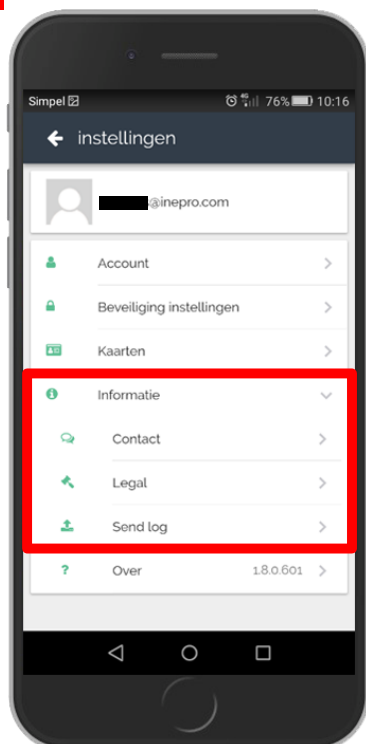 Simpel 4G 76% 10:16
instellingen
@inepro.com
Account
Beveiliging instellingen
Kaarten
Informatie
Contact
Legal
Send log
? Over 1.8.0.601